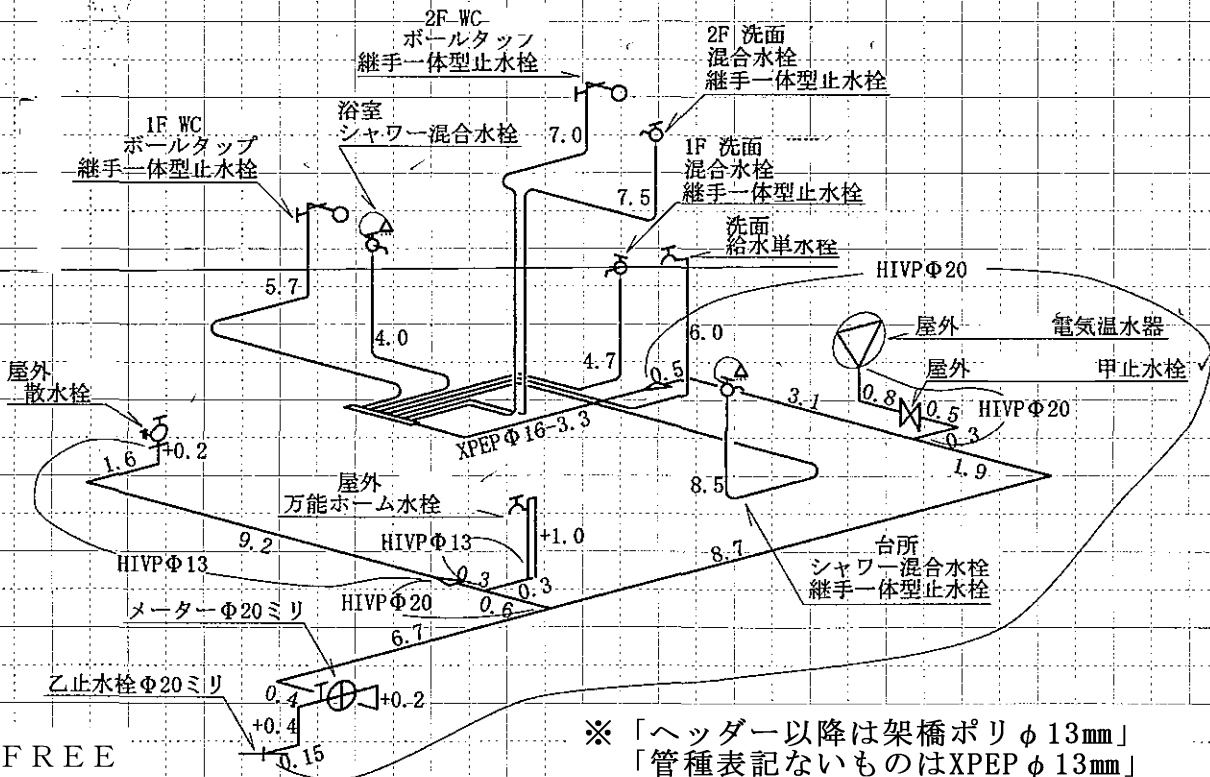 2F WC
ボールタップ
継手一体型止水栓
2F 洗面
混合水栓
継手一体型止水栓
浴室
シャワー混合水栓
1F WC
ボールタップ
継手一体型止水栓
7.0
7.5
1F 洗面
混合水栓
継手一体型止水栓
洗面
給水単水栓
HIVPΦ20
5.7
4.0
4.7
6.0
0.5
屋外
電気温水器
屋外
甲止水栓
0.8
0.5
HIVPΦ20
0.3
3.1
1.9
屋外
散水栓
+0.2
1.6
XPEPΦ16-3.3
8.5
屋外
万能ホーム水栓
+1.0
9.2
HIVPΦ13
HIVPΦ13
0.3
0.3
8.7
台所
シャワー混合水栓
継手一体型止水栓
HIVPΦ20
0.6
メーターΦ20ミリ
6.7
乙止水栓Φ20ミリ
0.4
+0.2
+0.4
0.15
FREE
※「ヘッダー以降は架橋ポリφ13mm」
「管種表記ないものはXPEPφ13mm」